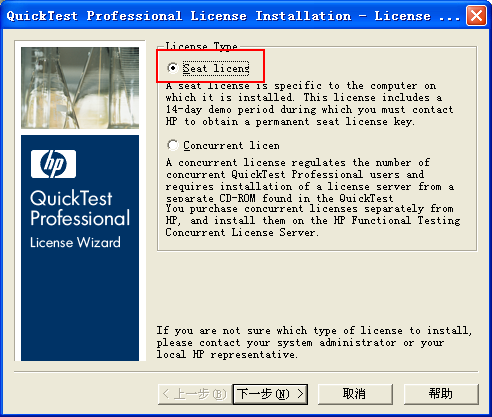 QuickTest Professional License Installation - License ...
License Type
Seat licens
A seat license is specific to the computer on
which it is installed. This license includes a
14-day demo period during which you must contact
HP to obtain a permanent seat license key.
Concurrent licen
A concurrent license regulates the number of
concurrent QuickTest Professional users and
requires installation of a license server from a
separate CD-ROM found in the QuickTest
You purchase concurrent licenses separately from
HP, and install them on the HP Functional Testing
Concurrent License Server.
hp
QuickTest
Professional
License Wizard
If you are not sure which type of license to install,
please contact your system administrator or your
local HP representative.
< 上一步(B)
下一步(N) >
取消
帮助